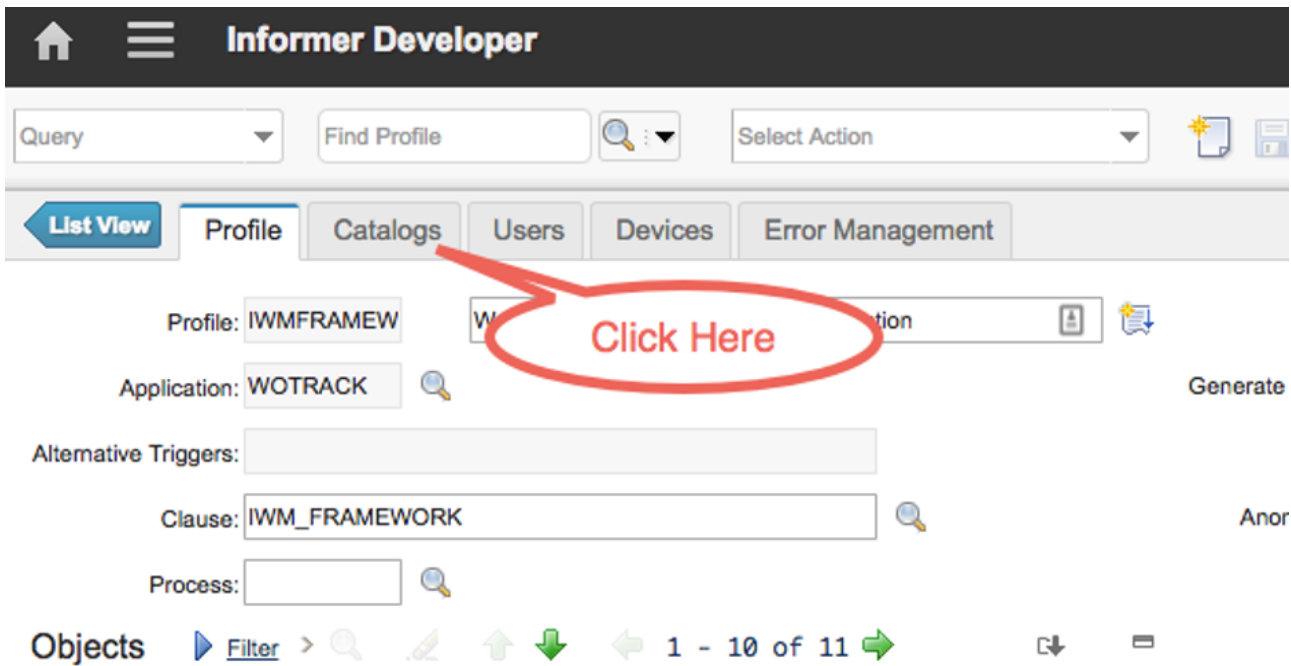 Informer Developer
Query Find Profile Select Action
List View Profile Catalogs Users Devices Error Management
Profile: IWMFRAMEW
Click Here
Application: WOTRACK Generate
Alternative Triggers:
Clause: IWM_FRAMEWORK
Process:
Objects Filter > 1 - 10 of 11